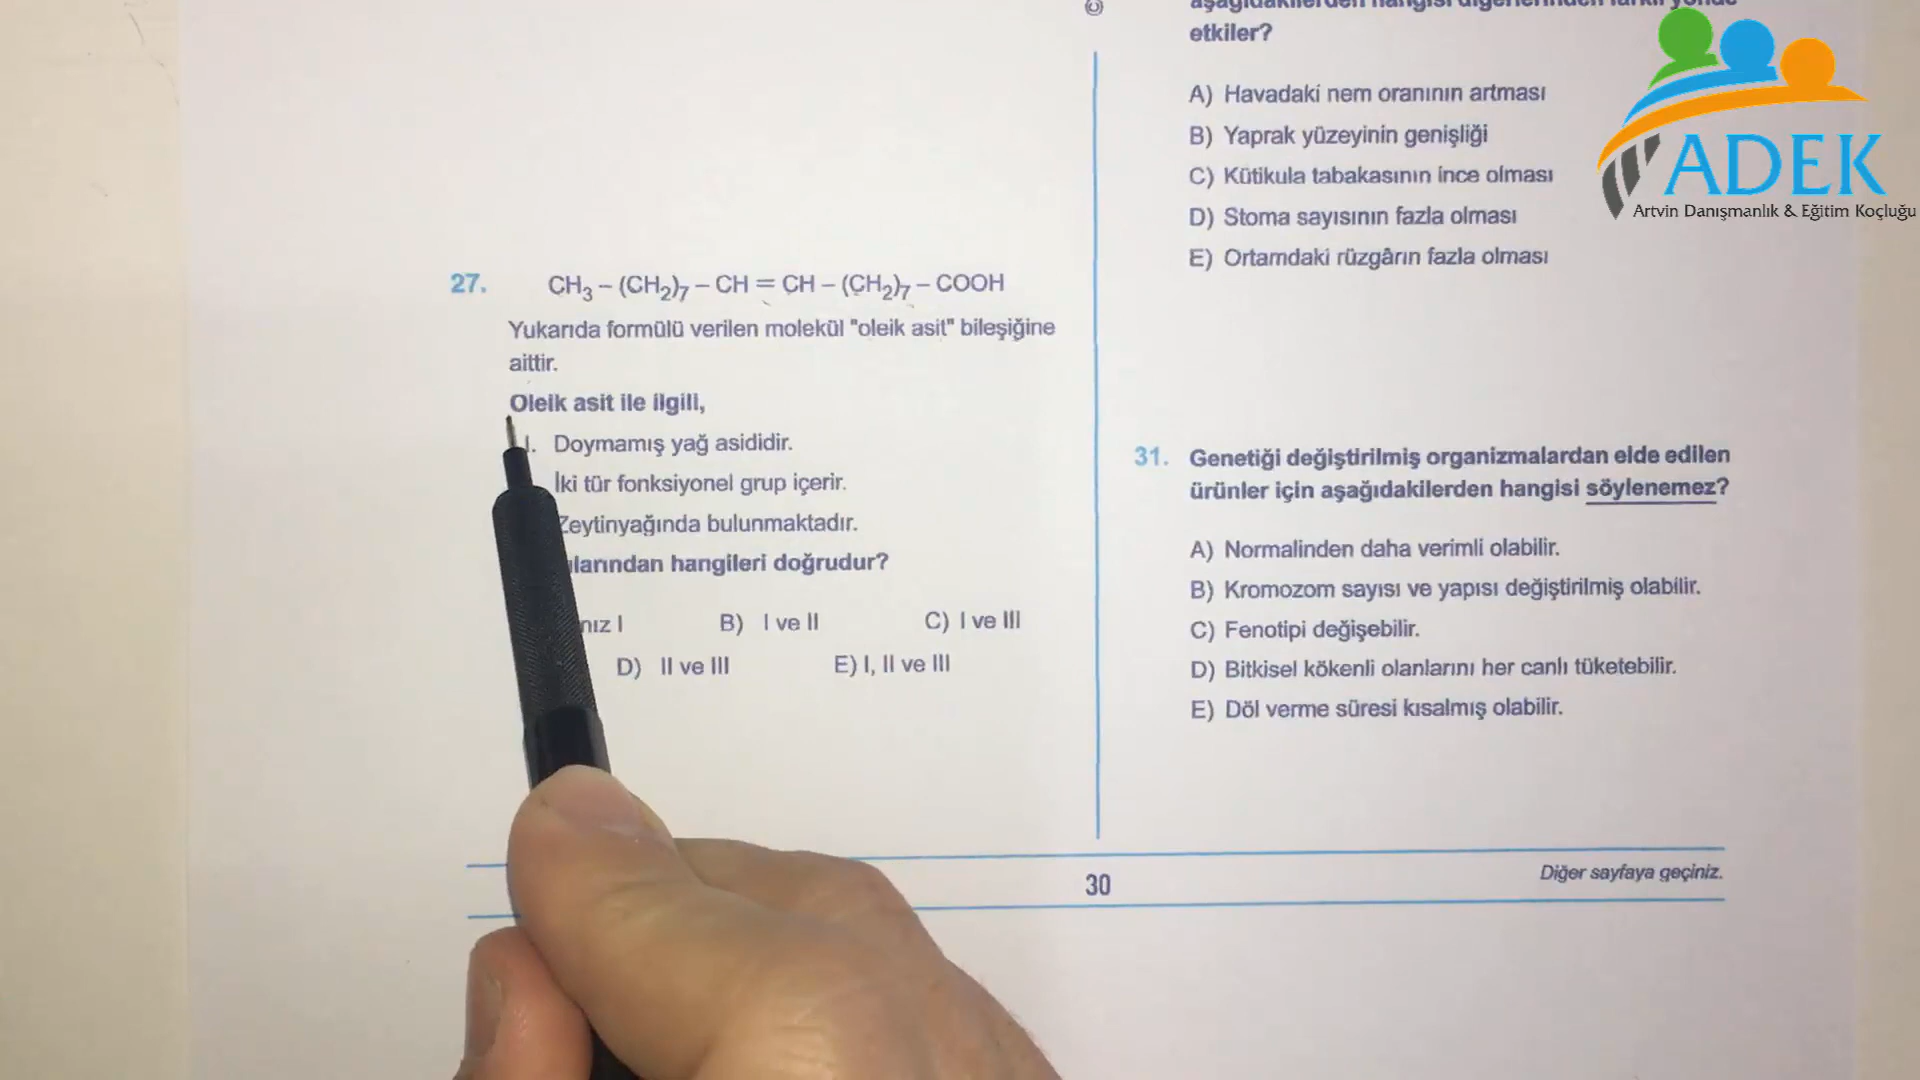 27. CH₃ – (CH₂)₇ – CH = CH – (CH₂)₇ – COOH
Yukarıda formülü verilen molekül "oleik asit" bileşiğine
aittir.
Oleik asit ile ilgili,
I. Doymamış yağ asididir.
İki tür fonksiyonel grup içerir.
Zeytinyağında bulunmaktadır.
hangileri doğrudur?
I B) I ve II C) I ve III
D) II ve III E) I, II ve III
etkiler?
A) Havadaki nem oranının artması
B) Yaprak yüzeyinin genişliği
C) Kütikula tabakasının ince olması
D) Stoma sayısının fazla olması
E) Ortamdaki rüzgârın fazla olması
31. Genetiği değiştirilmiş organizmalardan elde edilen
ürünler için aşağıdakilerden hangisi söylenemez?
A) Normalinden daha verimli olabilir.
B) Kromozom sayısı ve yapısı değiştirilmiş olabilir.
C) Fenotipi değişebilir.
D) Bitkisel kökenli olanlarını her canlı tüketebilir.
E) Döl verme süresi kısalmış olabilir.
30
Diğer sayfaya geçiniz.
ADEK
Artvin Danışmanlık & Eğitim Koçluğu